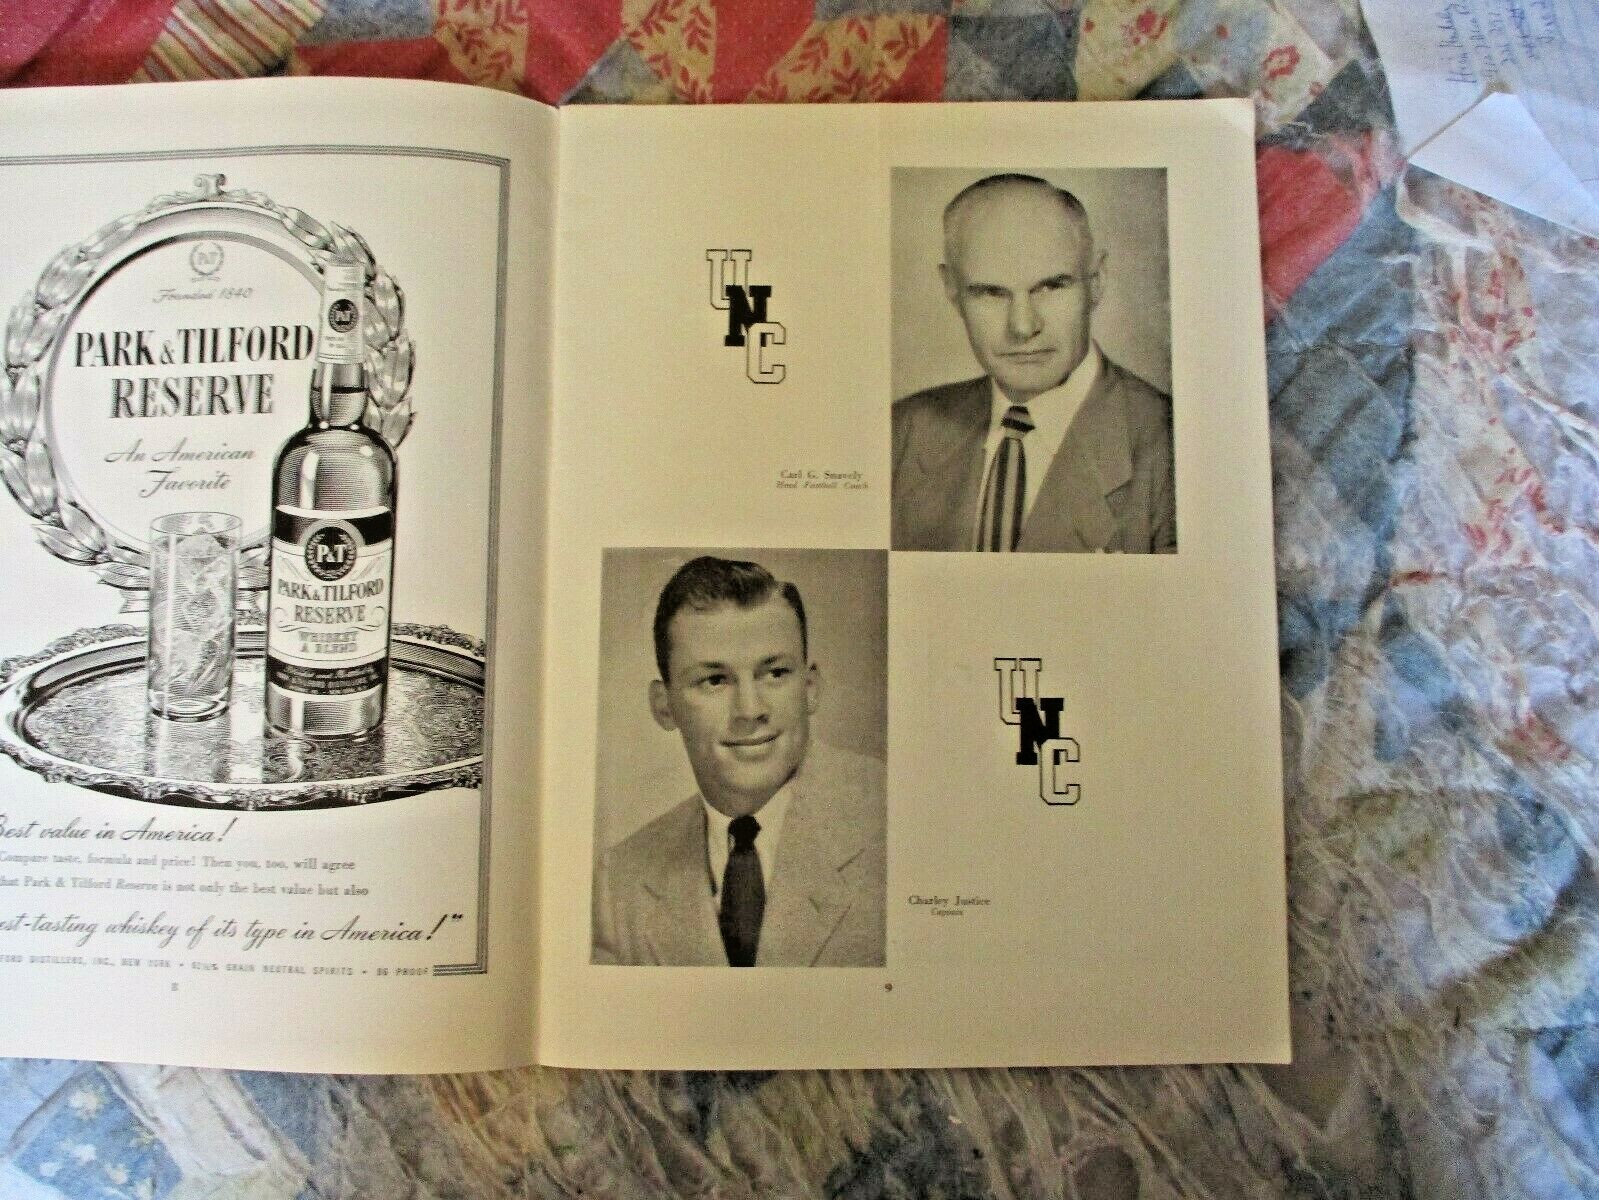 P&T
Founded 1840
PARK & TILFORD
RESERVE
An American
Favorite
P&T
P&T
PARK & TILFORD
RESERVE
WHISKEY
A BLEND
Best value in America!
Compare taste, formula and price! Then you, too, will agree
that Park & Tilford Reserve is not only the best value but also
est-tasting whiskey of its type in America!"
FORD DISTILLERS, INC., NEW YORK • GRAIN NEUTRAL SPIRITS • 86 PROOF
8
UNC
Carl G. Snavely
Head Football Coach
UNC
Charley Justice
Captain
9